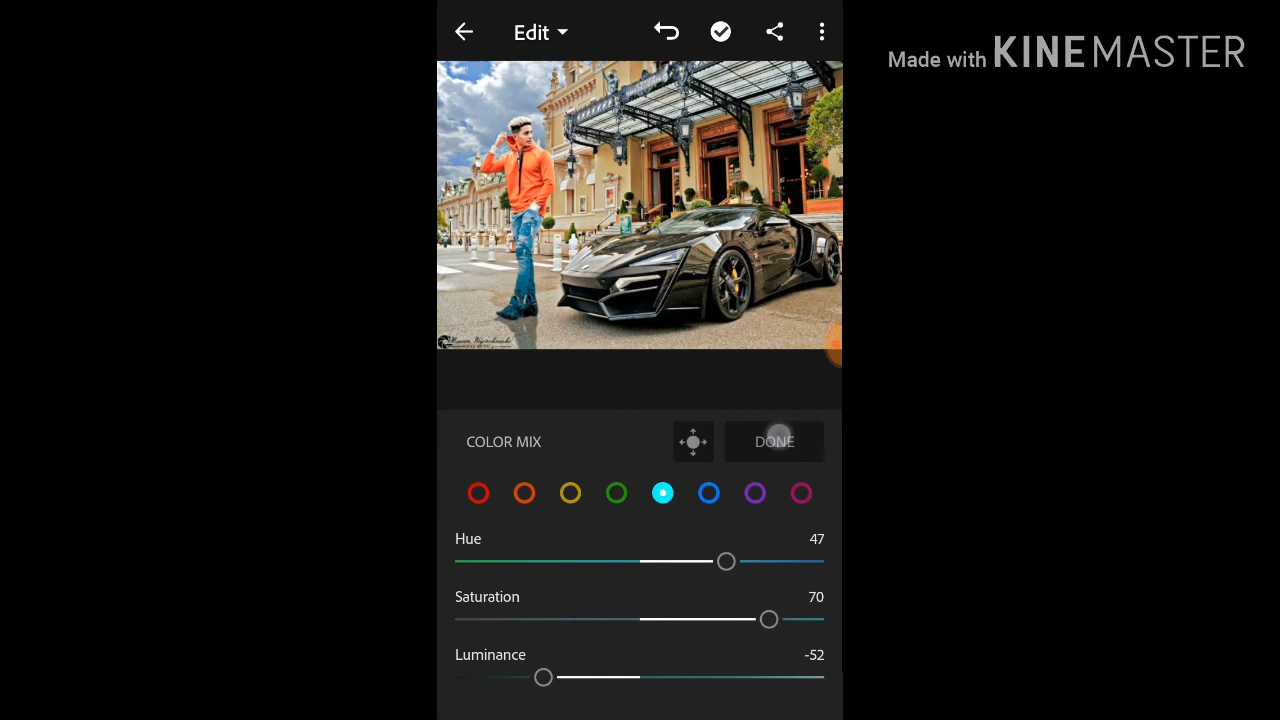 Edit
Made with KINEMASTER
COLOR MIX
DONE
Hue 47
Saturation 70
Luminance -52